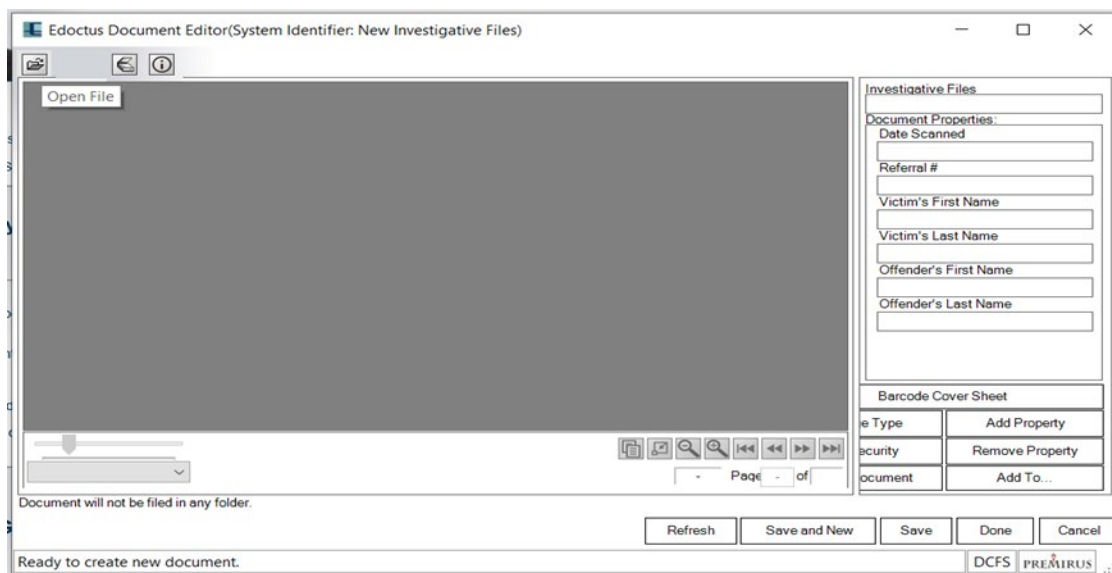 Edoctus Document Editor(System Identifier: New Investigative Files)
Open File
Investigative Files
Document Properties:
Date Scanned
Referral #
Victim's First Name
Victim's Last Name
Offender's First Name
Offender's Last Name
Barcode Cover Sheet
e Type Add Property
ecurity Remove Property
ocument Add To...
- Page - of
Document will not be filed in any folder.
Refresh Save and New Save Done Cancel
Ready to create new document. DCFS PREMIRUS